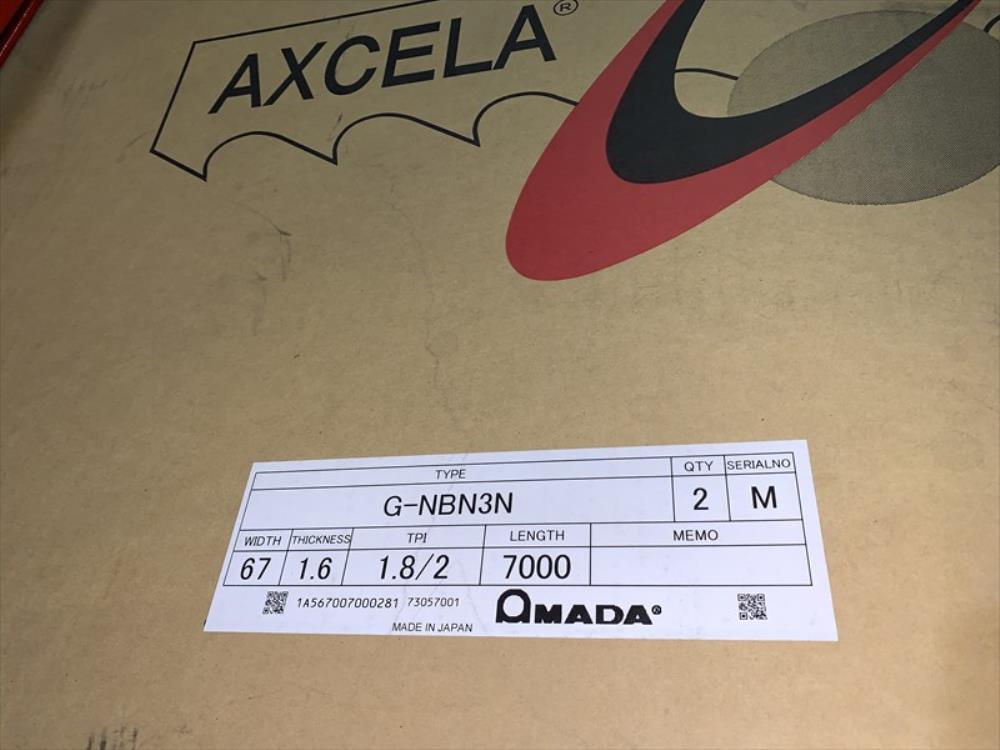 AXCELA®
TYPE QTY SERIALNO
G-NBN3N 2 M
WIDTH THICKNESS TPI LENGTH MEMO
67 1.6 1.8/2 7000
1A567007000281 73057001 AMADA®
MADE IN JAPAN